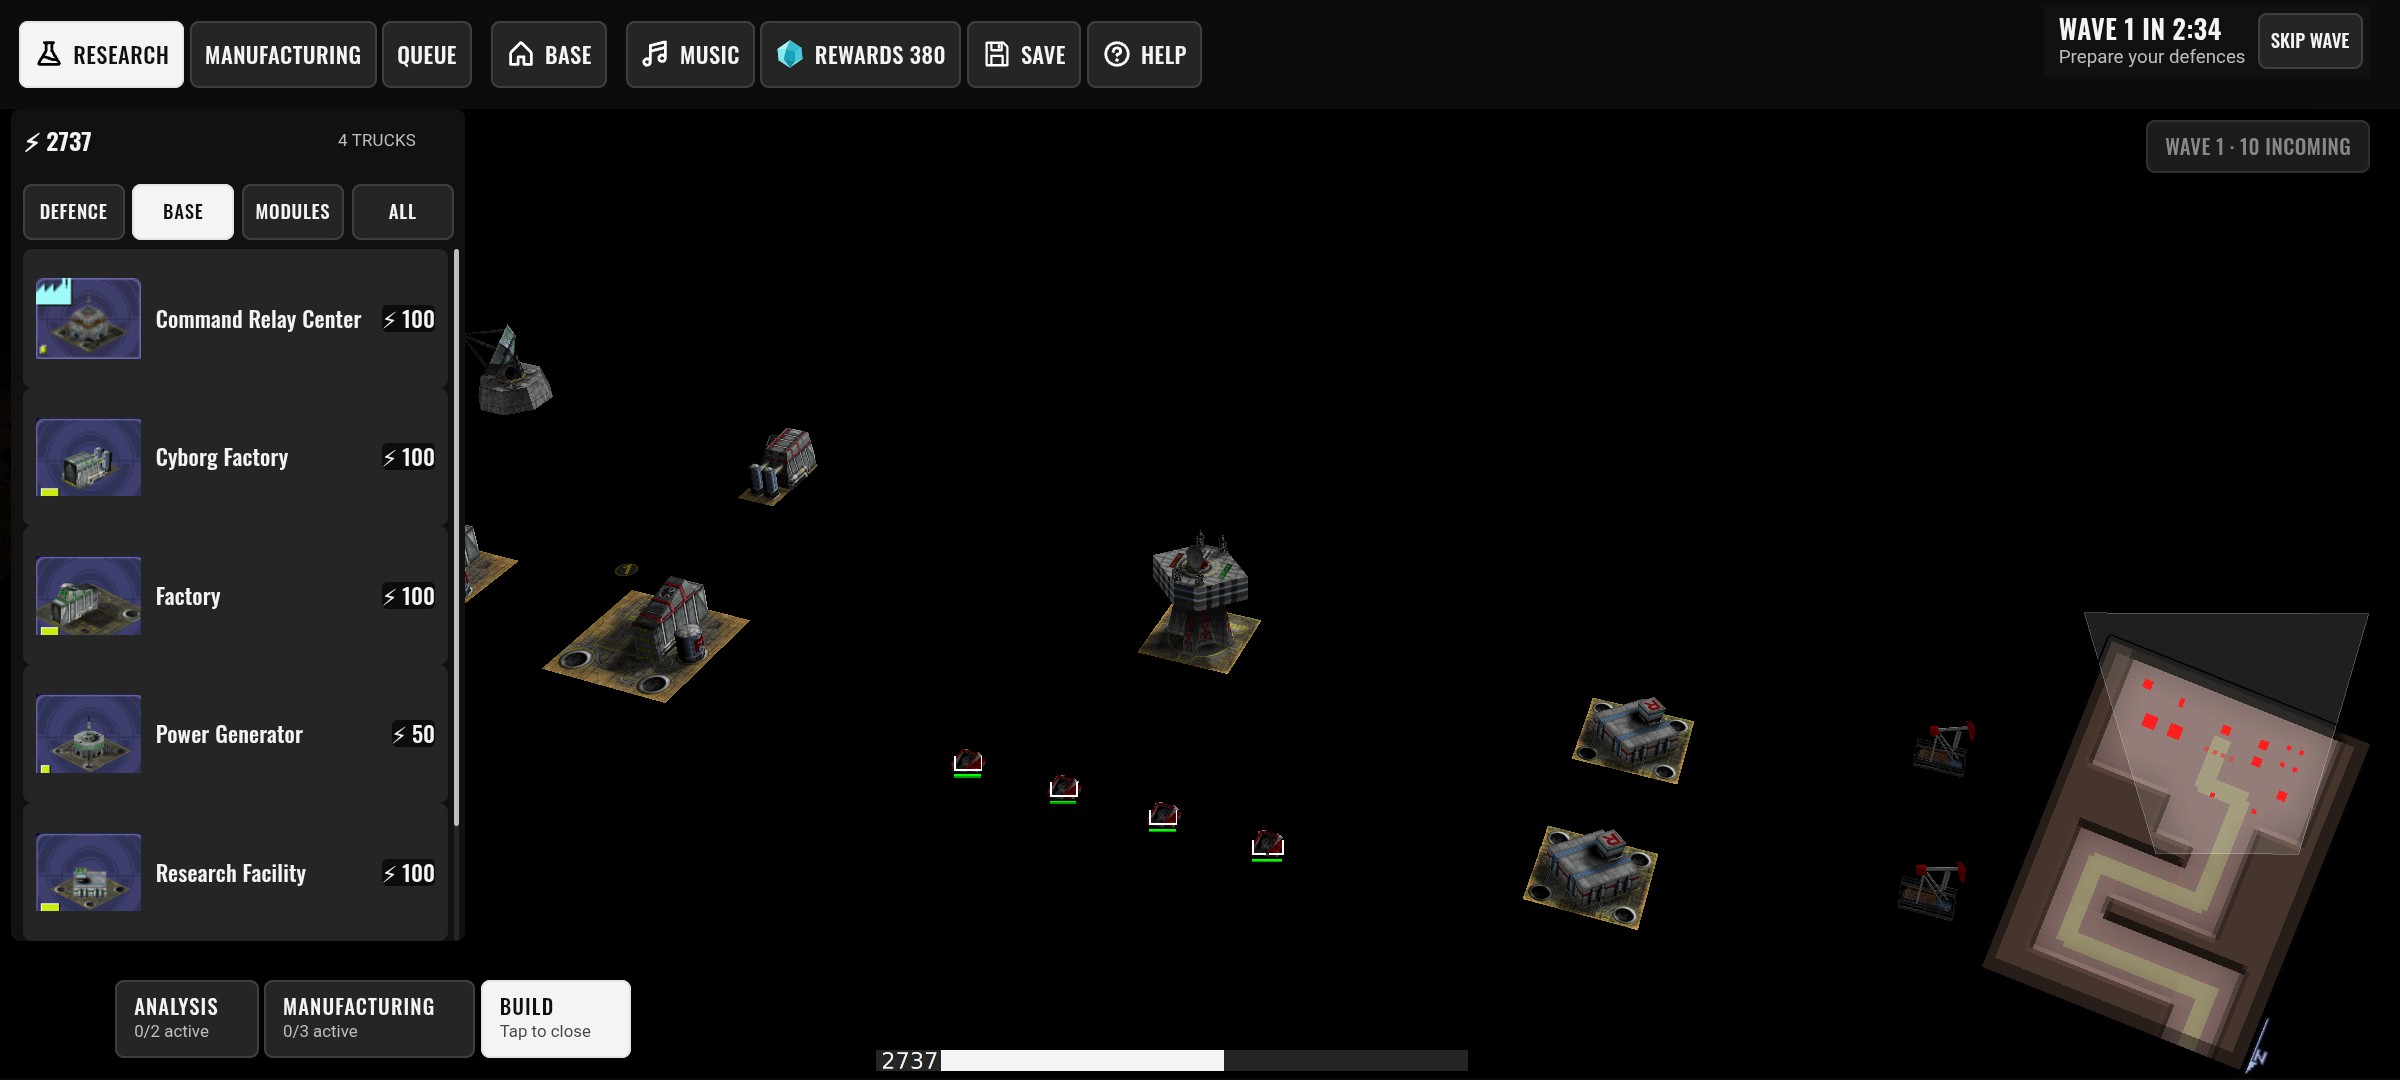 RESEARCH
MANUFACTURING
QUEUE
BASE
MUSIC
REWARDS 380
SAVE
HELP
WAVE 1 IN 2:34
Prepare your defences
SKIP WAVE
WAVE 1 · 10 INCOMING
2737
4 TRUCKS
DEFENCE
BASE
MODULES
ALL
Command Relay Center
100
Cyborg Factory
100
Factory
100
Power Generator
50
Research Facility
100
ANALYSIS
0/2 active
MANUFACTURING
0/3 active
BUILD
Tap to close
2737
R
R
N